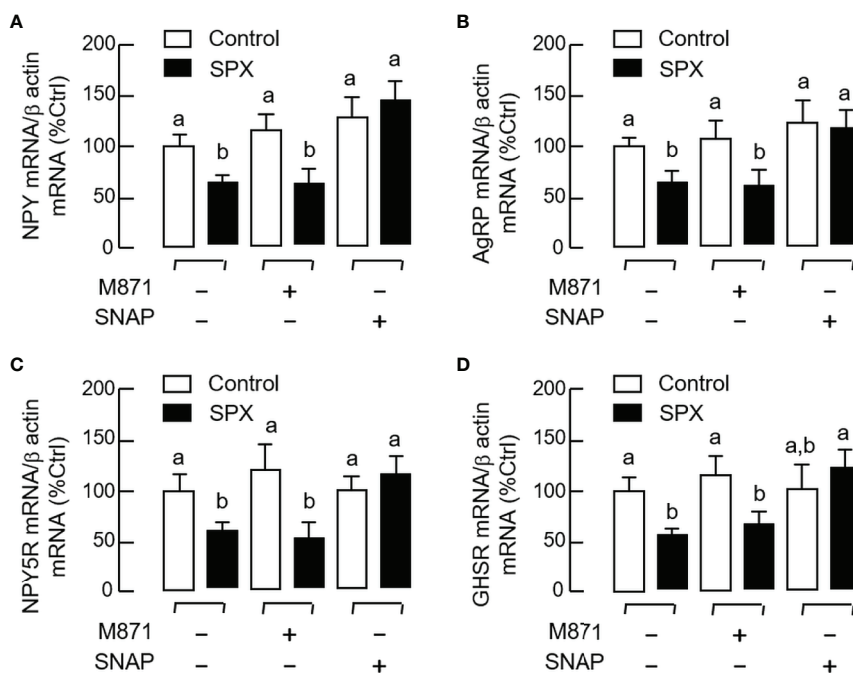 A
200
150
100
50
0
NPY mRNA/β actin
mRNA (%Ctrl)
Control
SPX
a b a b a a
M871 – + –
SNAP – – +
B
200
150
100
50
0
AgRP mRNA/β actin
mRNA (%Ctrl)
Control
SPX
a b a b a a
M871 – + –
SNAP – – +
C
200
150
100
50
0
NPY5R mRNA/β actin
mRNA (%Ctrl)
Control
SPX
a b a b a a
M871 – + –
SNAP – – +
D
200
150
100
50
0
GHSR mRNA/β actin
mRNA (%Ctrl)
Control
SPX
a b a b a,b a
– + –
– – +